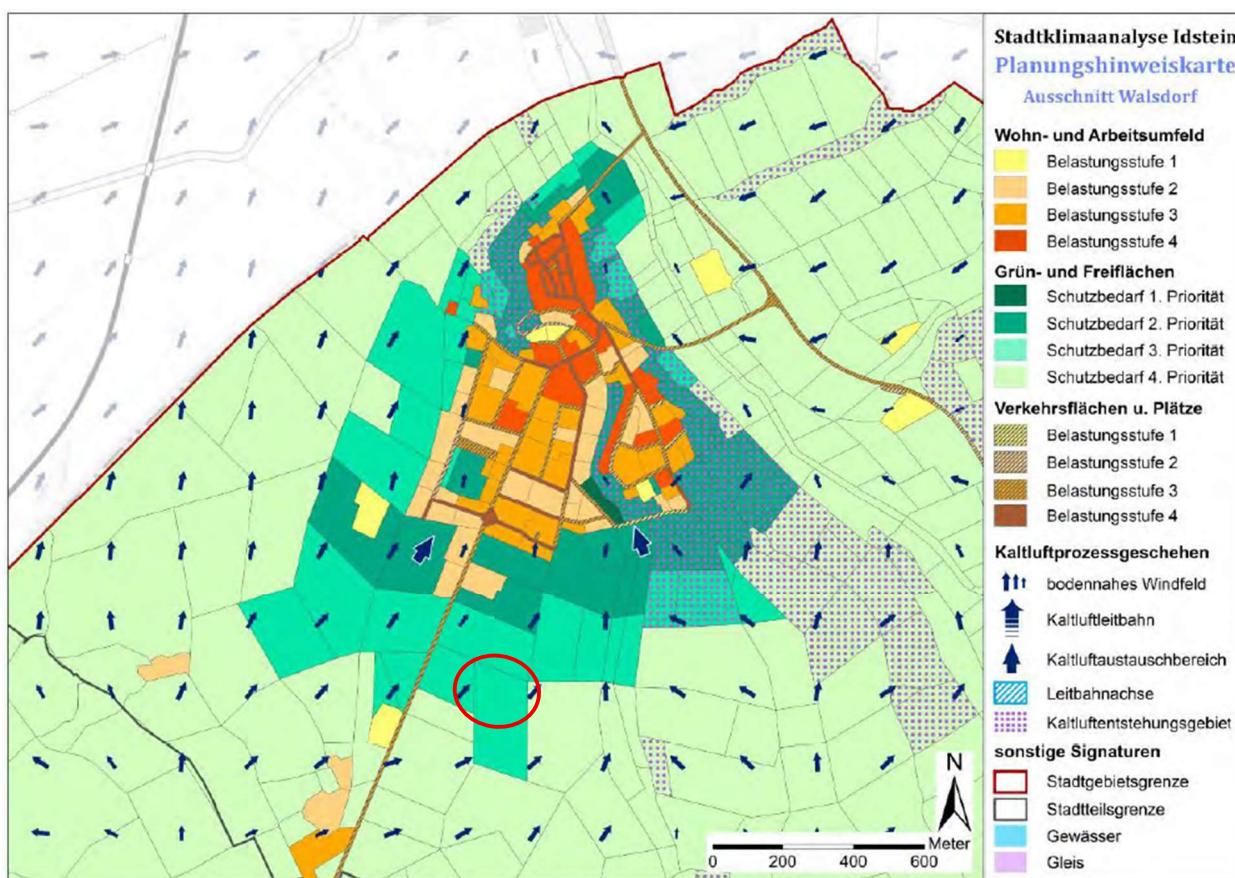 Stadtklimaanalyse Idstein
Planungshinweiskarte
Ausschnitt Walsdorf
Wohn- und Arbeitsumfeld
Belastungsstufe 1
Belastungsstufe 2
Belastungsstufe 3
Belastungsstufe 4
Grün- und Freiflächen
Schutzbedarf 1. Priorität
Schutzbedarf 2. Priorität
Schutzbedarf 3. Priorität
Schutzbedarf 4. Priorität
Verkehrsflächen u. Plätze
Belastungsstufe 1
Belastungsstufe 2
Belastungsstufe 3
Belastungsstufe 4
Kaltluftprozessgeschehen
bodennahes Windfeld
Kaltluftleitbahn
Kaltluftaustauschbereich
Leitbahnachse
Kaltluftentstehungsgebiet
sonstige Signaturen
Stadtgebietsgrenze
Stadtteilsgrenze
Gewässer
Gleis
N
Meter
0 200 400 600